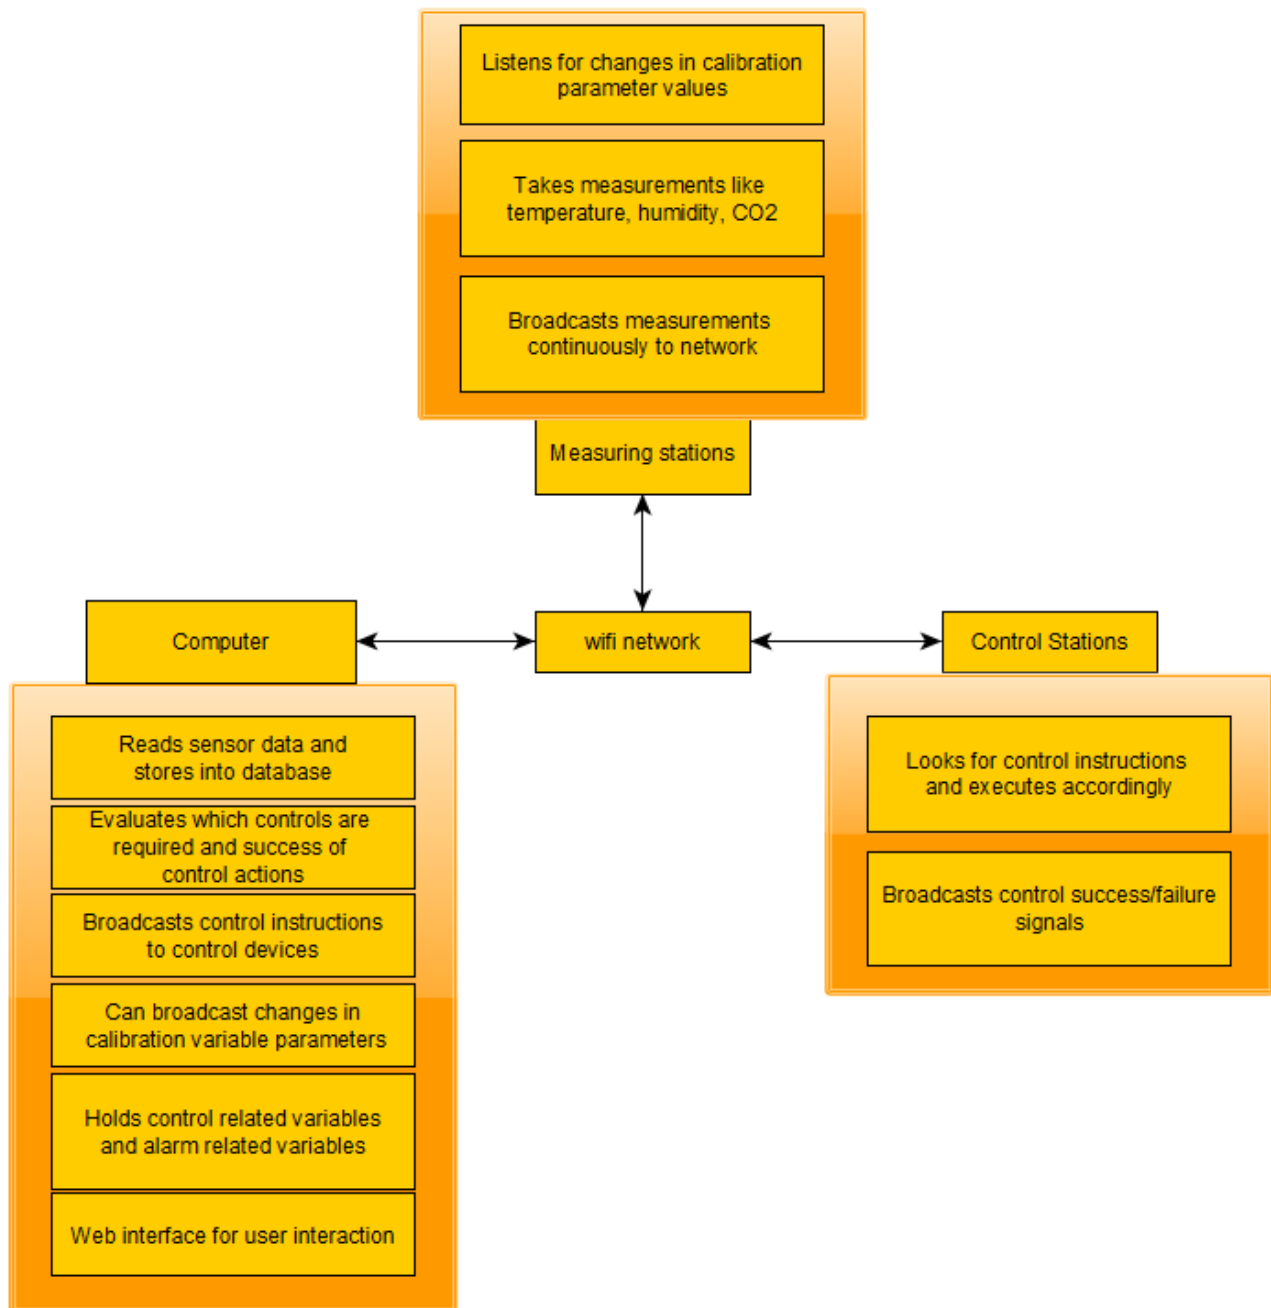 Listens for changes in calibration
parameter values
Takes measurements like
temperature, humidity, CO2
Broadcasts measurements
continuously to network
Measuring stations
Computer
wifi network
Control Stations
Reads sensor data and
stores into database
Evaluates which controls are
required and success of
control actions
Broadcasts control instructions
to control devices
Can broadcast changes in
calibration variable parameters
Holds control related variables
and alarm related variables
Web interface for user interaction
Looks for control instructions
and executes accordingly
Broadcasts control success/failure
signals